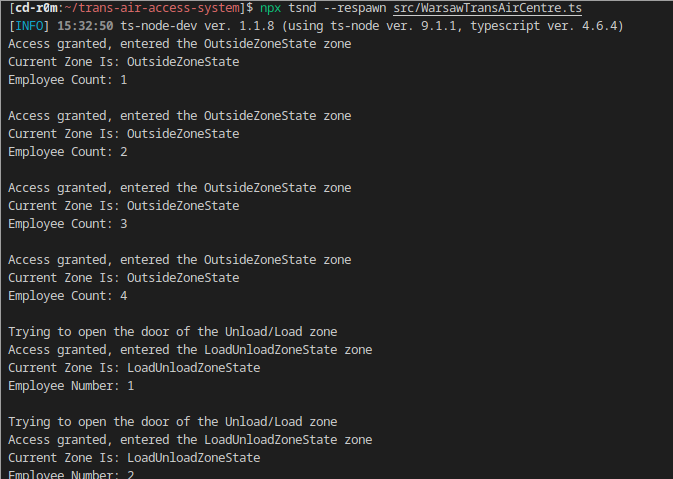 [cd-r0m:~/trans-air-access-system]$ npx tsnd --respawn src/WarsawTransAirCentre.ts
[INFO] 15:32:50 ts-node-dev ver. 1.1.8 (using ts-node ver. 9.1.1, typescript ver. 4.6.4)
Access granted, entered the OutsideZoneState zone
Current Zone Is: OutsideZoneState
Employee Count: 1
Access granted, entered the OutsideZoneState zone
Current Zone Is: OutsideZoneState
Employee Count: 2
Access granted, entered the OutsideZoneState zone
Current Zone Is: OutsideZoneState
Employee Count: 3
Access granted, entered the OutsideZoneState zone
Current Zone Is: OutsideZoneState
Employee Count: 4
Trying to open the door of the Unload/Load zone
Access granted, entered the LoadUnloadZoneState zone
Current Zone Is: LoadUnloadZoneState
Employee Number: 1
Trying to open the door of the Unload/Load zone
Access granted, entered the LoadUnloadZoneState zone
Current Zone Is: LoadUnloadZoneState
Employee Number: 2